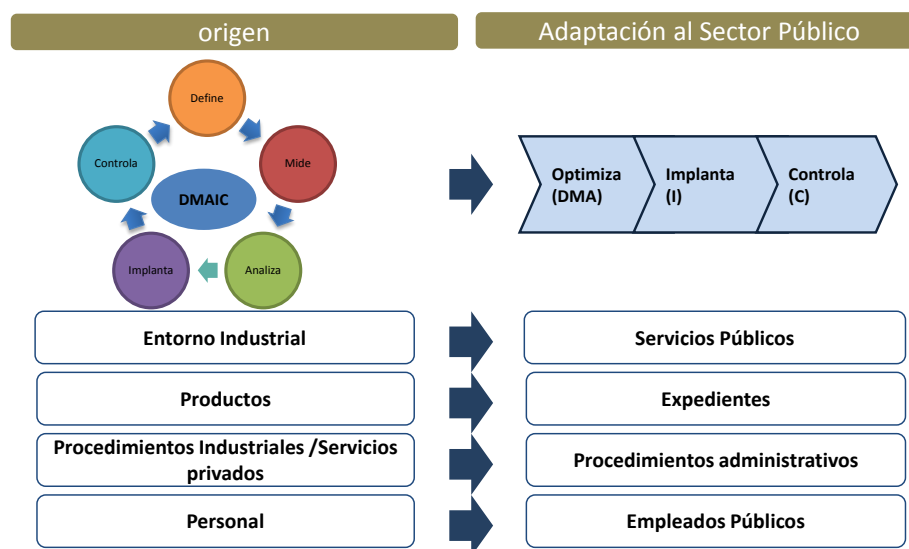 origen
Adaptación al Sector Público
Define
Controla
Mide
DMAIC
Implanta
Analiza
Optimiza
(DMA)
Implanta
(I)
Controla
(C)
Entorno Industrial
Servicios Públicos
Productos
Expedientes
Procedimientos Industriales /Servicios
privados
Procedimientos administrativos
Personal
Empleados Públicos